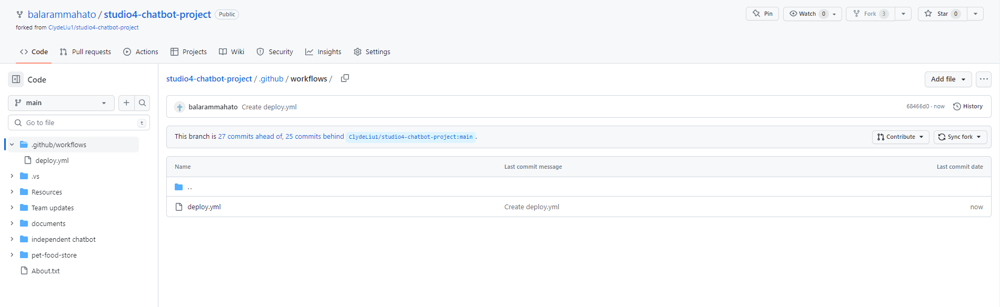 balarammahato / studio4-chatbot-project Public
forked from ClydeLiu1/studio4-chatbot-project
Pin Watch 0 Fork 3 Star 0
Code Pull requests Actions Projects Wiki Security Insights Settings
Code
main
Go to file t
.github/workflows
deploy.yml
.vs
Resources
Team updates
documents
independent chatbot
pet-food-store
About.txt
studio4-chatbot-project / .github / workflows /
Add file
balarammahato Create deploy.yml 68466d0 · now History
This branch is 27 commits ahead of, 25 commits behind ClydeLiu1/studio4-chatbot-project:main .
Contribute Sync fork
Name Last commit message Last commit date
..
deploy.yml Create deploy.yml now